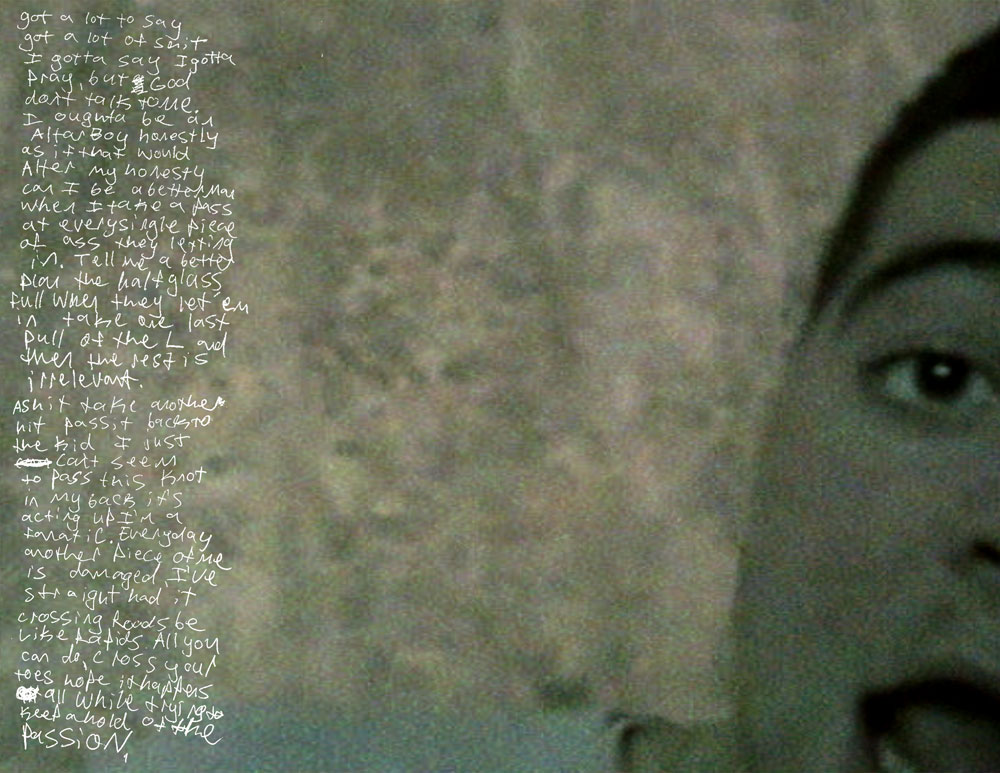 got a lot to say
got a lot of shit
I gotta say I gotta
pray, but God
don't talk to me.
I oughta be an
Altar Boy honestly
as if that would
Alter my honesty
can I be a better Man
When I take a pass
at everysingle piece
of ass they letting
in. Tell me a better
plan the half glass
full When they let 'em
in take one last
pull of the L and
then the rest is
irrelevant.
Ashit take another
hit pass it back to
the kid I just
Can't seem
to pass this knot
in My back it's
acting up I'm a
fanatic. Everyday
another piece of me
is damaged, I've
straight had it
crossing Roads be
like Rapids All you
can do, cross your
toes hope it happens
all While trying to
keep a hold of the
PASSION,